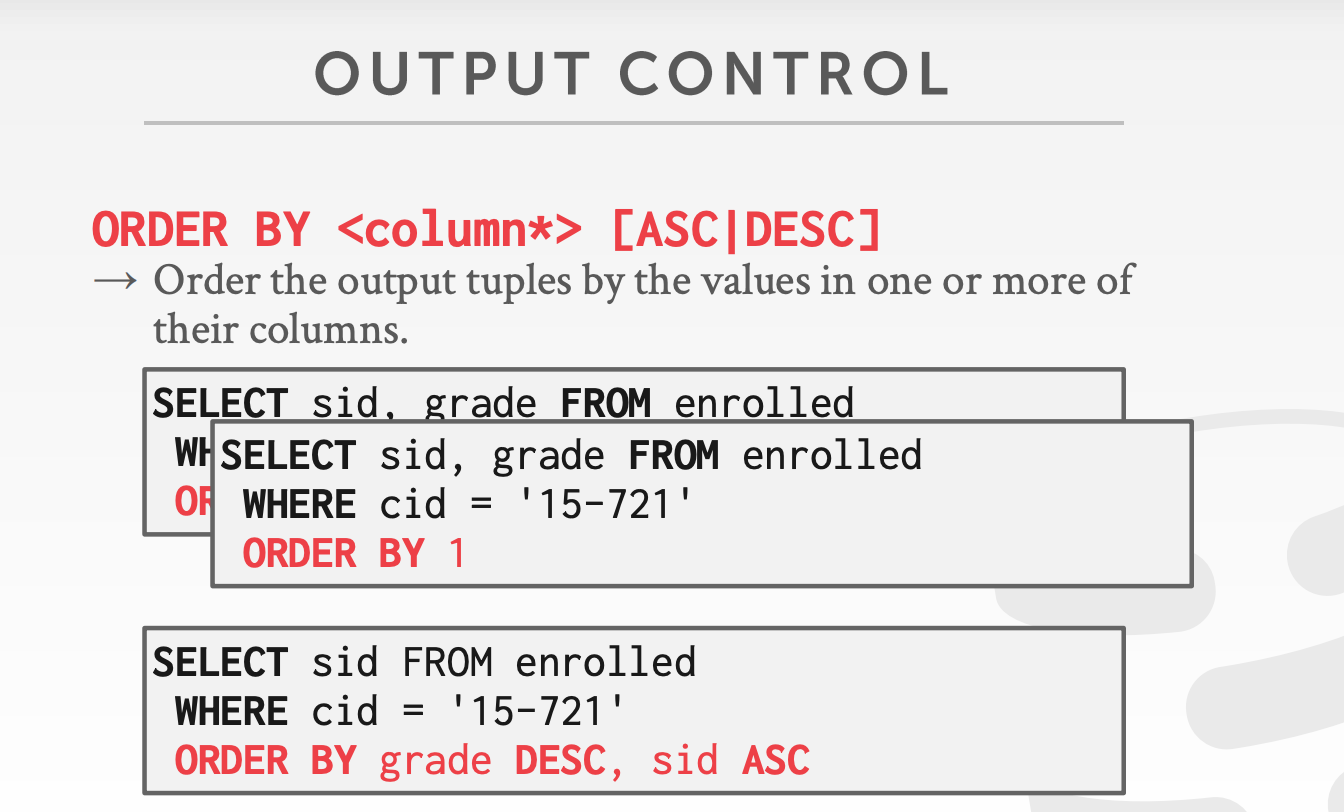 OUTPUT CONTROL
ORDER BY <column*> [ASC|DESC]
→ Order the output tuples by the values in one or more of
their columns.
SELECT sid, grade FROM enrolled
SELECT sid, grade FROM enrolled
WHERE cid = '15-721'
ORDER BY 1
SELECT sid FROM enrolled
WHERE cid = '15-721'
ORDER BY grade DESC, sid ASC